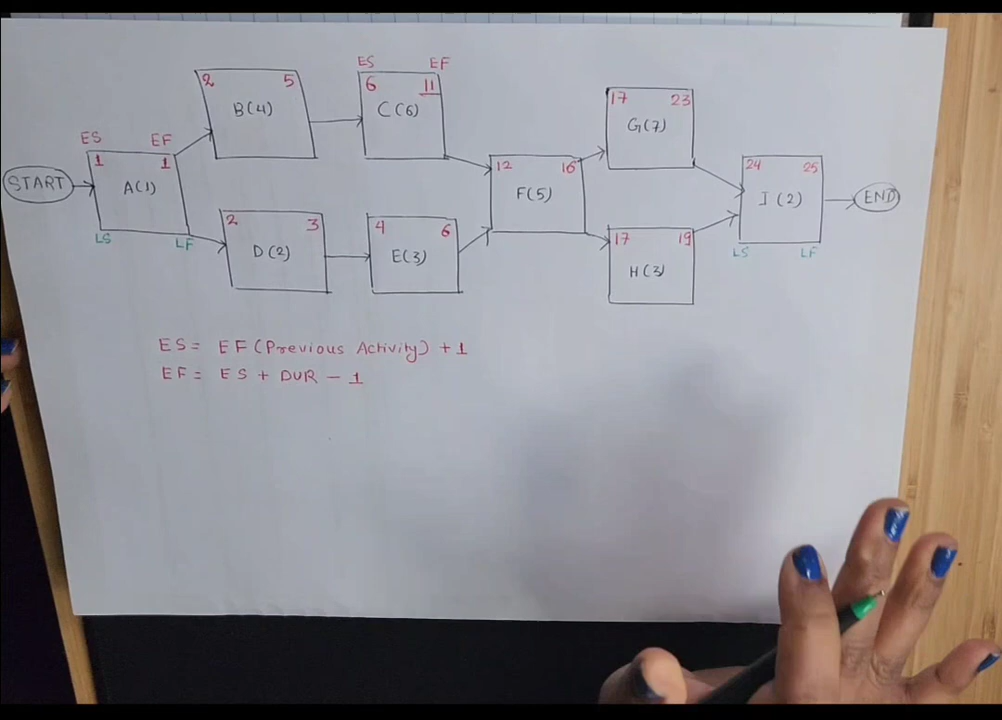 START
ES EF
1 1
A(1)
LS LF
2 5
B(4)
ES EF
6 11
C(6)
2 3
D(2)
4 6
E(3)
12 16
F(5)
17 23
G(7)
17 19
H(3)
24 25
I(2)
LS LF
END
ES = EF(Previous Activity) + 1
EF = ES + DUR - 1